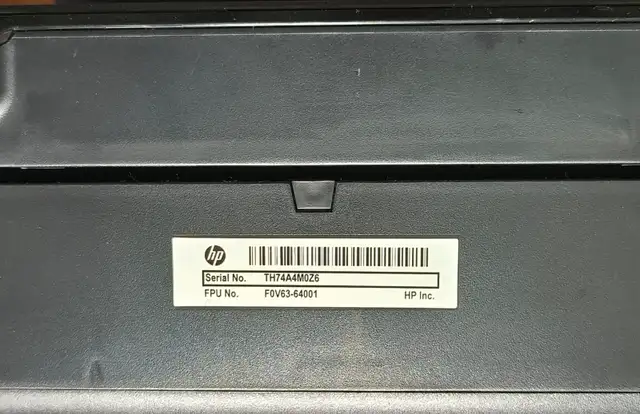 hp
Serial No. TH74A4M0Z6
FPU No. F0V63-64001 HP Inc.